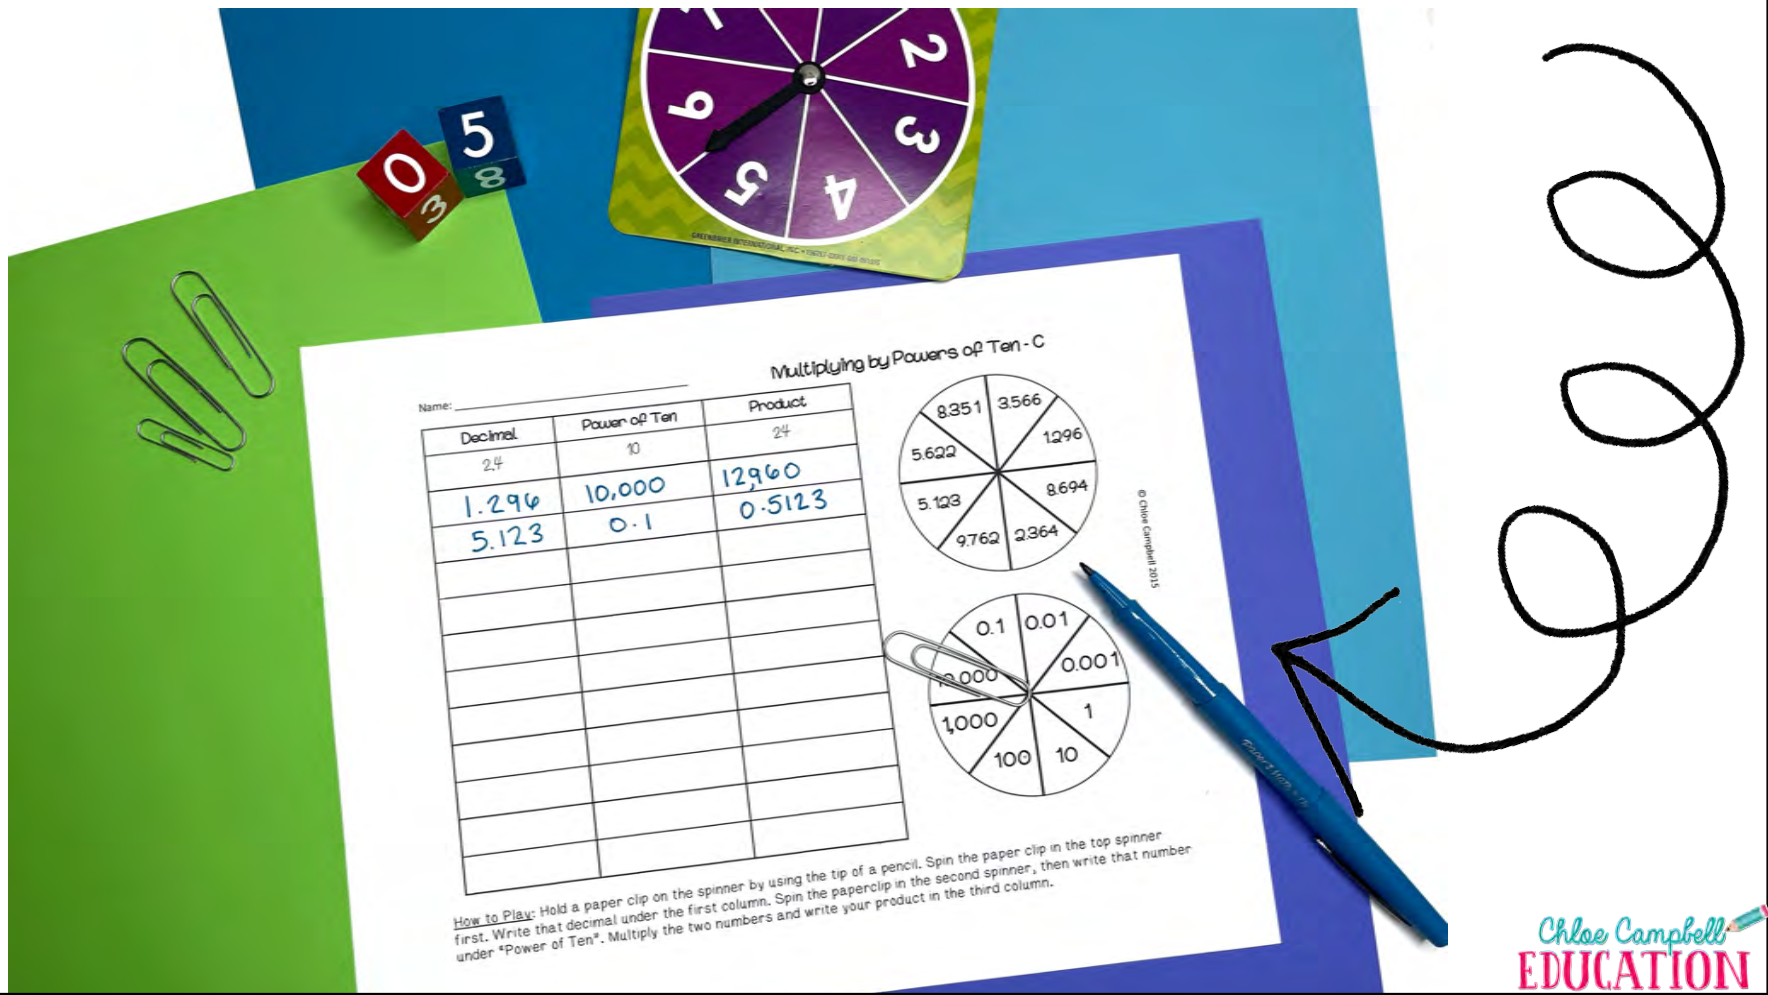 2
3
4
5
6
0 5
3 8
Multiplying by Powers of Ten - C
Name:
Decimal Power of Ten Product
2.4 10 24
1.296 10,000 12,960
5.123 0.1 0.5123
8.351 3.566
5.622 1.296
5.123 8.694
9.762 2.364
0.1 0.01
10,000 0.001
1,000 1
100 10
© Chloe Campbell 2015
How to Play: Hold a paper clip on the spinner by using the tip of a pencil. Spin the paper clip in the top spinner
first. Write that decimal under the first column. Spin the paperclip in the second spinner, then write that number
under "Power of Ten". Multiply the two numbers and write your product in the third column.
Chloe Campbell
EDUCATION